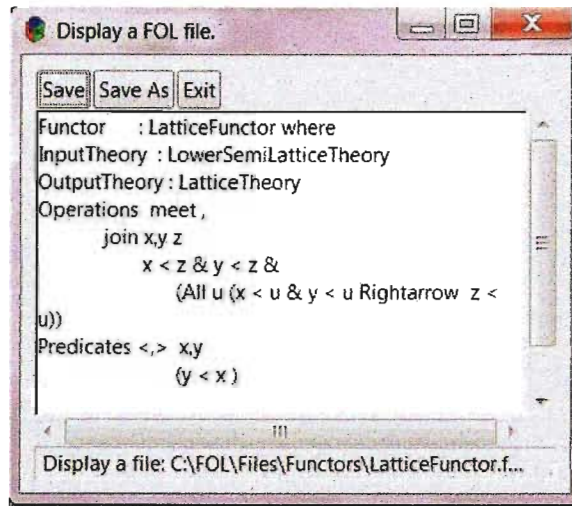 Display a FOL file.
Save Save As Exit
Functor : LatticeFunctor where
InputTheory : LowerSemiLatticeTheory
OutputTheory : LatticeTheory
Operations meet ,
join x,y z
x < z & y < z &
(All u (x < u & y < u Rightarrow z <
u))
Predicates <,> x,y
(y < x )
Display a file: C:\FOL\Files\Functors\LatticeFunctor.f...